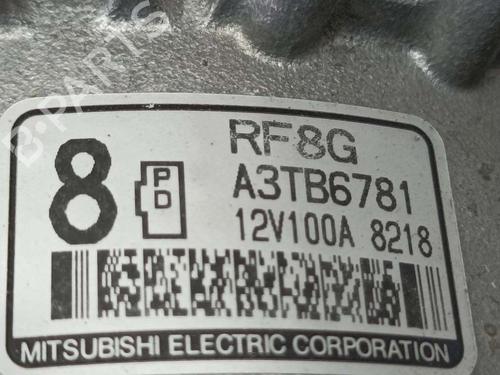 B-PARTS
RF8G
8
P
D
A3TB6781
12V100A 8218
MITSUBISHI ELECTRIC CORPORATION